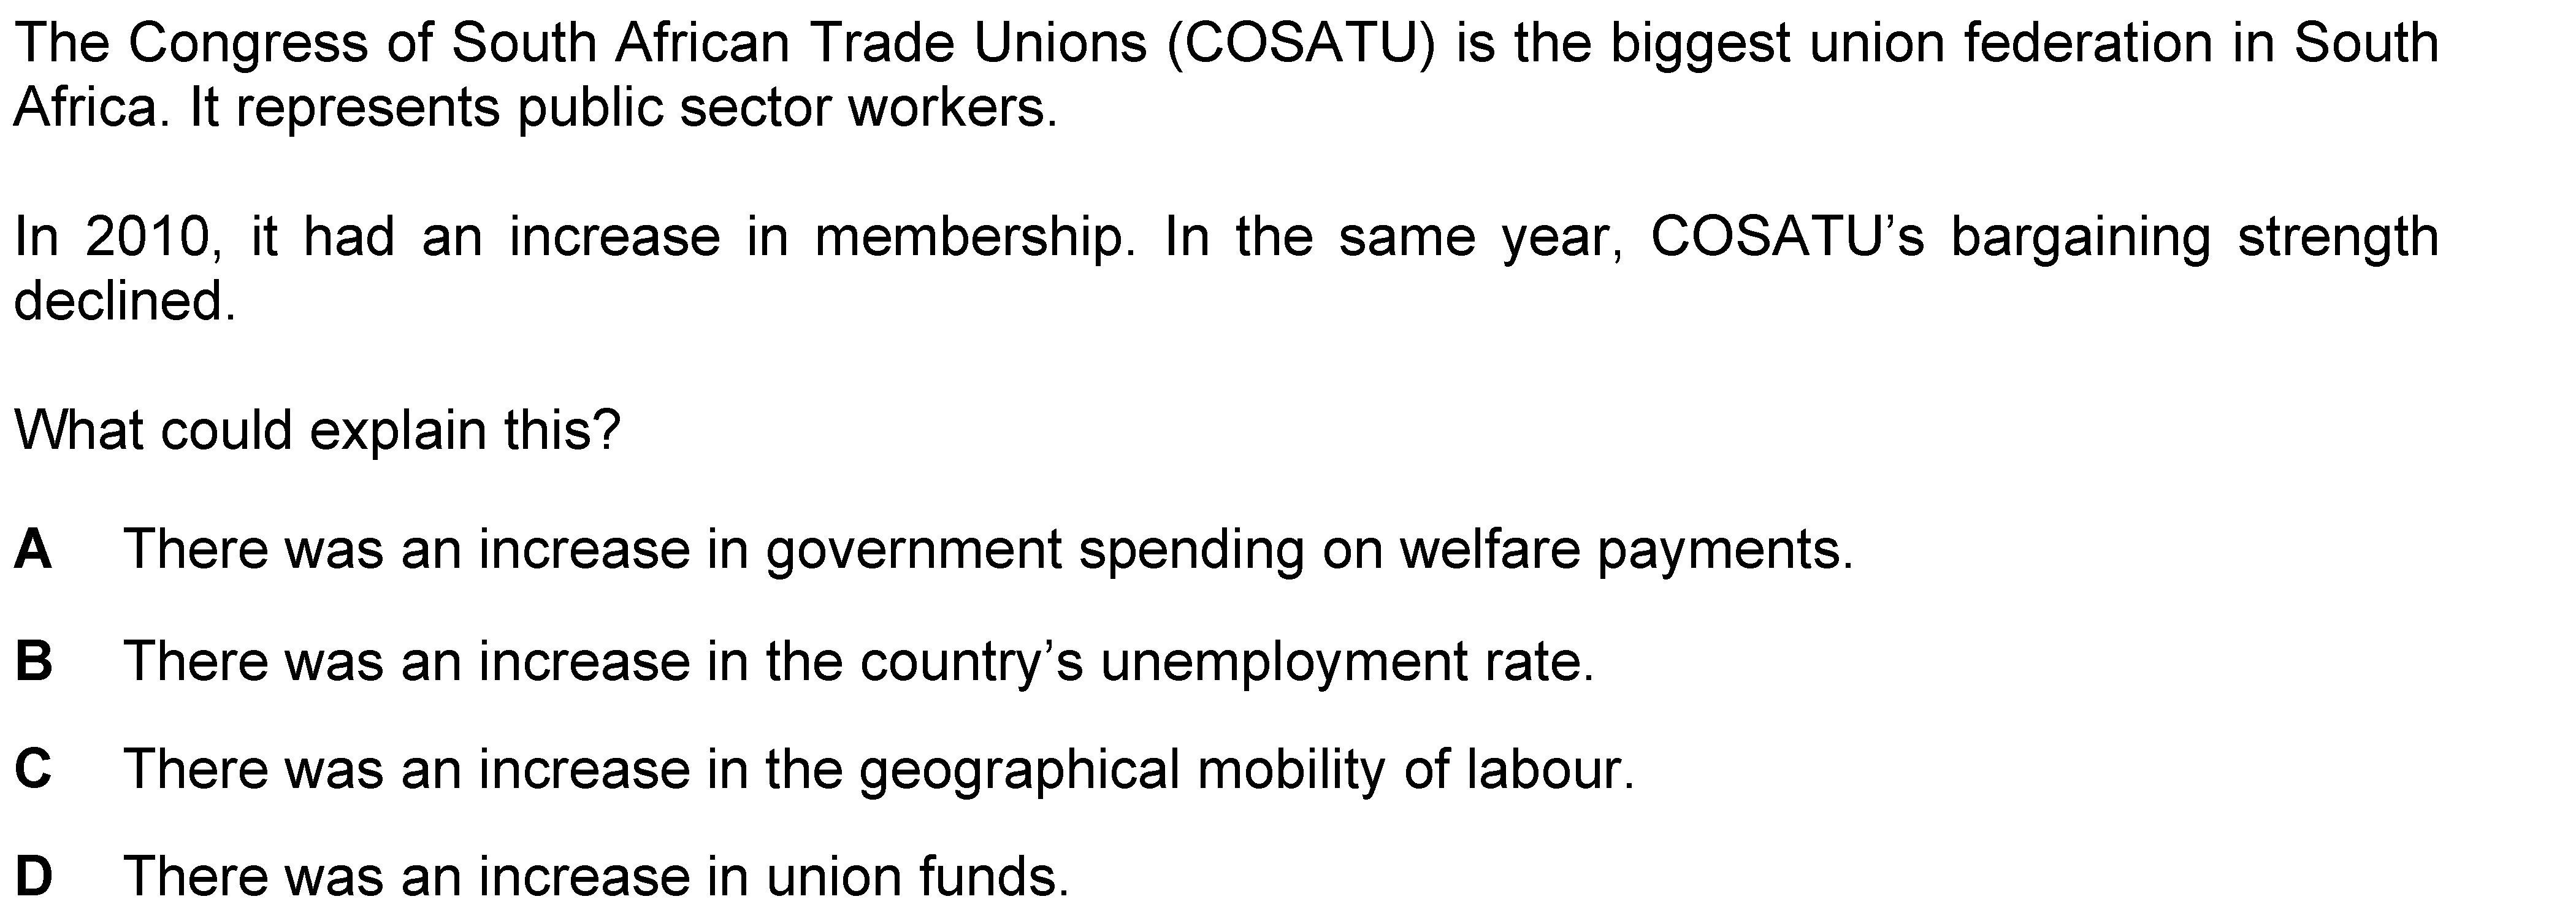 The Congress of South African Trade Unions (COSATU) is the biggest union federation in South
Africa. It represents public sector workers.
In 2010, it had an increase in membership. In the same year, COSATU’s bargaining strength
declined.
What could explain this?
A There was an increase in government spending on welfare payments.
B There was an increase in the country’s unemployment rate.
C There was an increase in the geographical mobility of labour.
D There was an increase in union funds.